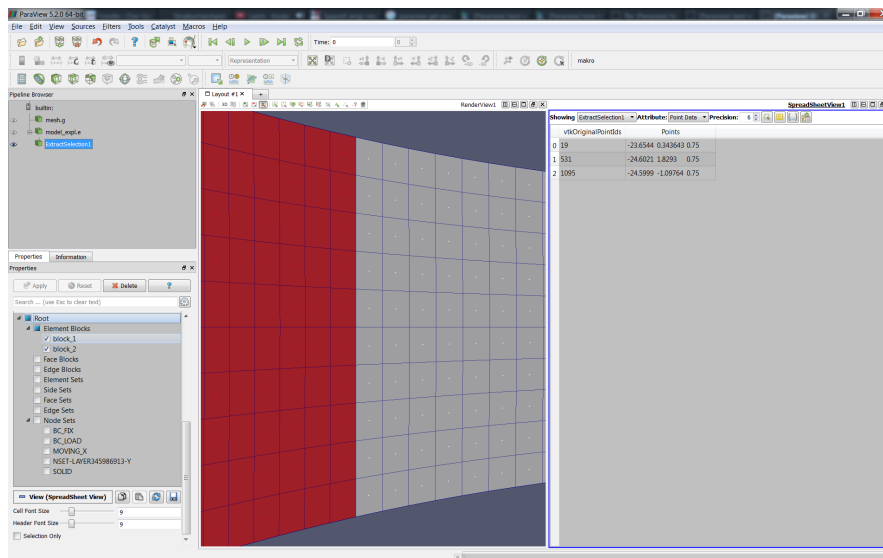 ParaView 5.2.0 64-bit
File Edit View Sources Filters Tools Catalyst Macros Help
Time: 0 0
Representation makro
Pipeline Browser
builtin:
mesh.g
model_expl.e
ExtractSelection1
Properties Information
Properties
Apply Reset Delete ?
Search ... (use Esc to clear text)
Root
Element Blocks
block_1
block_2
Face Blocks
Edge Blocks
Element Sets
Side Sets
Face Sets
Edge Sets
Node Sets
BC_FIX
BC_LOAD
MOVING_X
NSET-LAYER345986913-Y
SOLID
View (SpreadSheet View)
Cell Font Size 9
Header Font Size 9
Selection Only
Layout #1 × +
3D
RenderView1
SpreadSheetView1
Showing ExtractSelection1 Attribute: Point Data Precision: 6
vtkOriginalPointIds Points
0 19 -23.6544 0.343643 0.75
1 531 -24.6021 1.8293 0.75
2 1095 -24.5999 -1.09764 0.75